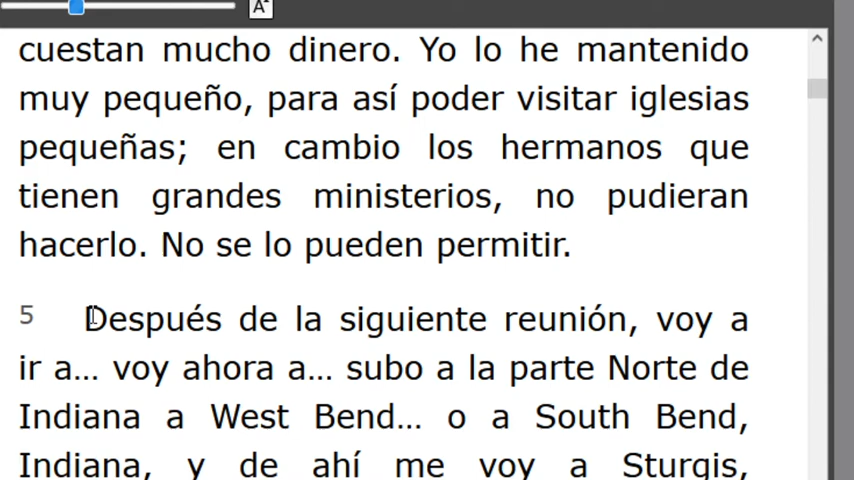 A
cuestan mucho dinero. Yo lo he mantenido
muy pequeño, para así poder visitar iglesias
pequeñas; en cambio los hermanos que
tienen grandes ministerios, no pudieran
hacerlo. No se lo pueden permitir.
5 Después de la siguiente reunión, voy a
ir a… voy ahora a… subo a la parte Norte de
Indiana a West Bend… o a South Bend,
Indiana, y de ahí me voy a Sturgis,